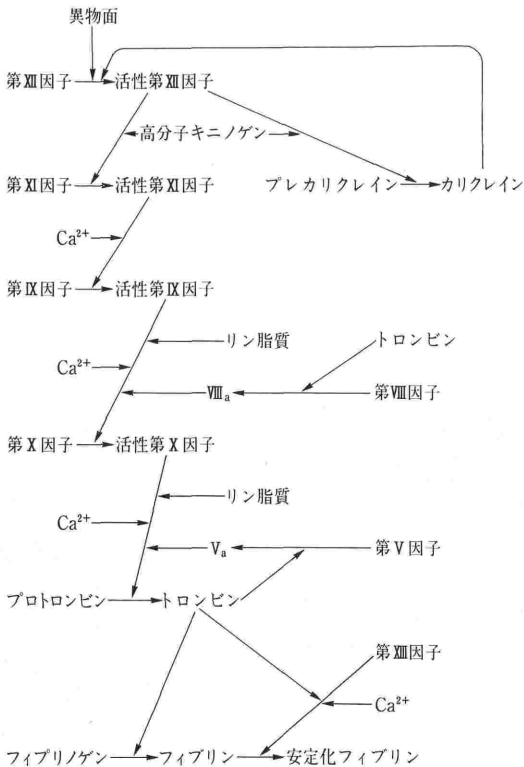 異物面
第Ⅻ因子 活性第Ⅻ因子
高分子キニノゲン
第Ⅺ因子 活性第Ⅺ因子 プレカリクレイン カリクレイン
Ca²⁺
第Ⅸ因子 活性第Ⅸ因子
リン脂質 トロンビン
Ca²⁺
Ⅷₐ 第Ⅷ因子
第Ⅹ因子 活性第Ⅹ因子
リン脂質
Ca²⁺
Ⅴₐ 第Ⅴ因子
プロトロンビン トロンビン
第XIII因子
Ca²⁺
フィブリノゲン フィブリン 安定化フィブリン